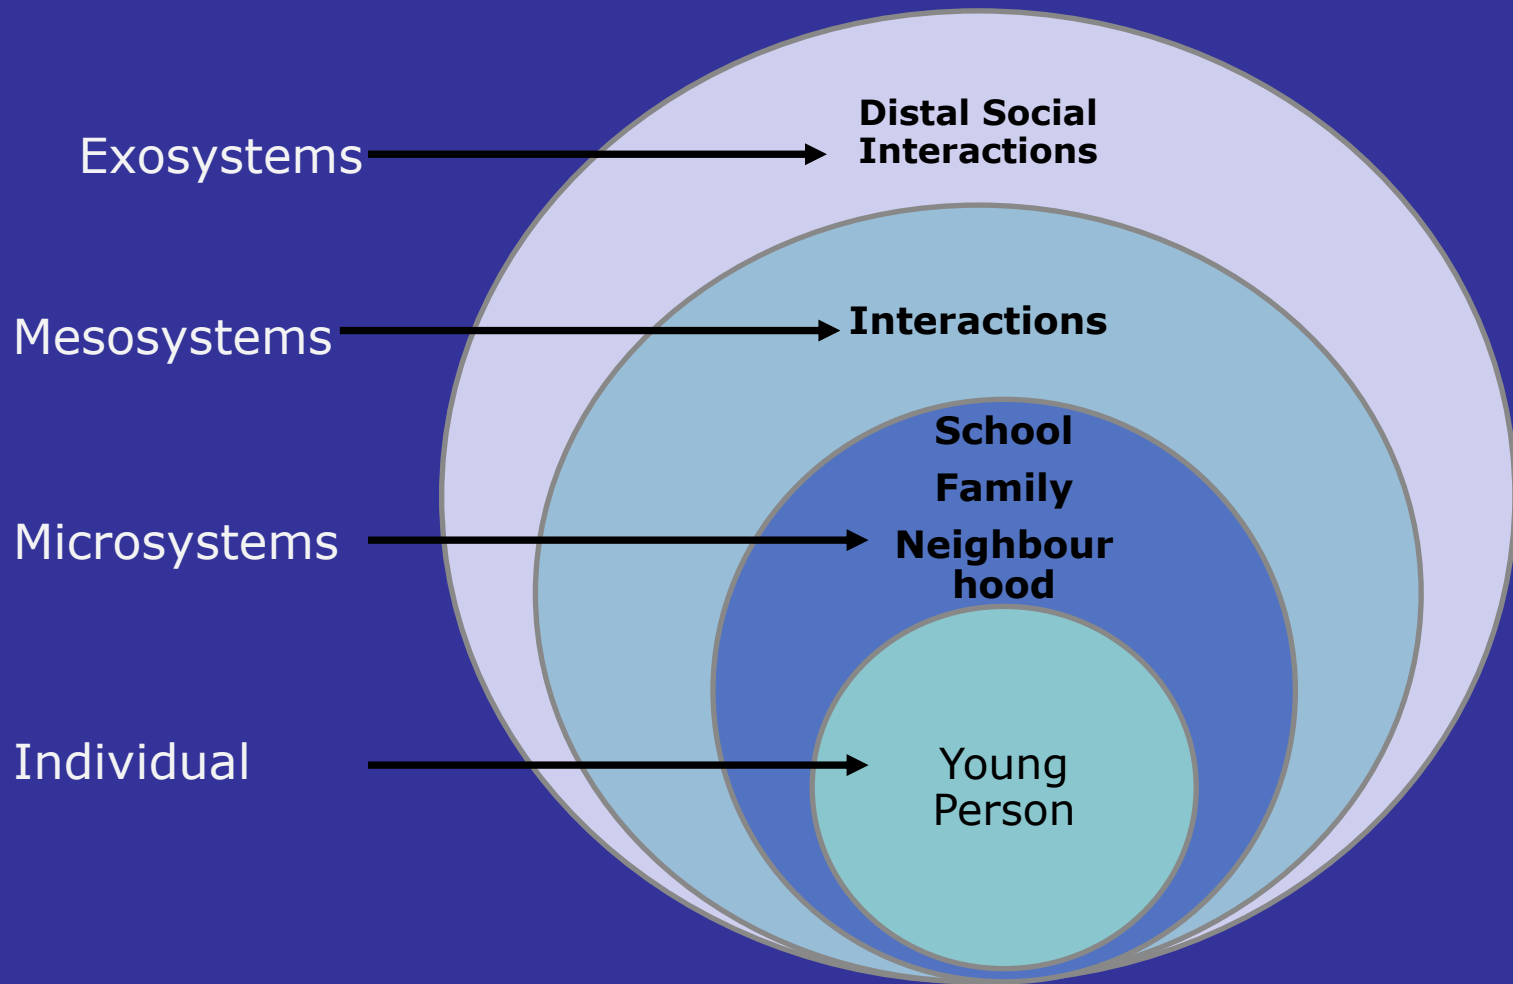 Exosystems
Distal Social
Interactions
Mesosystems
Interactions
School
Family
Microsystems
Neighbour
hood
Individual
Young
Person